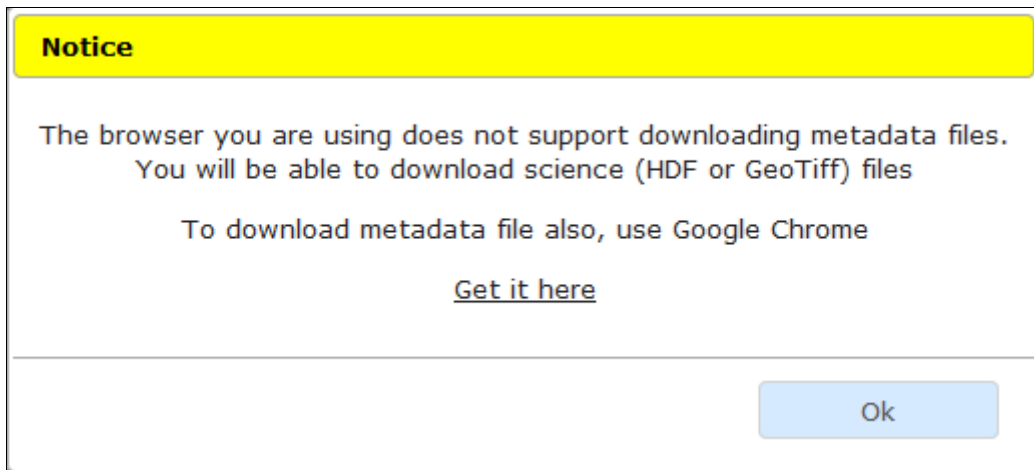 Notice
The browser you are using does not support downloading metadata files.
You will be able to download science (HDF or GeoTiff) files
To download metadata file also, use Google Chrome
Get it here
Ok